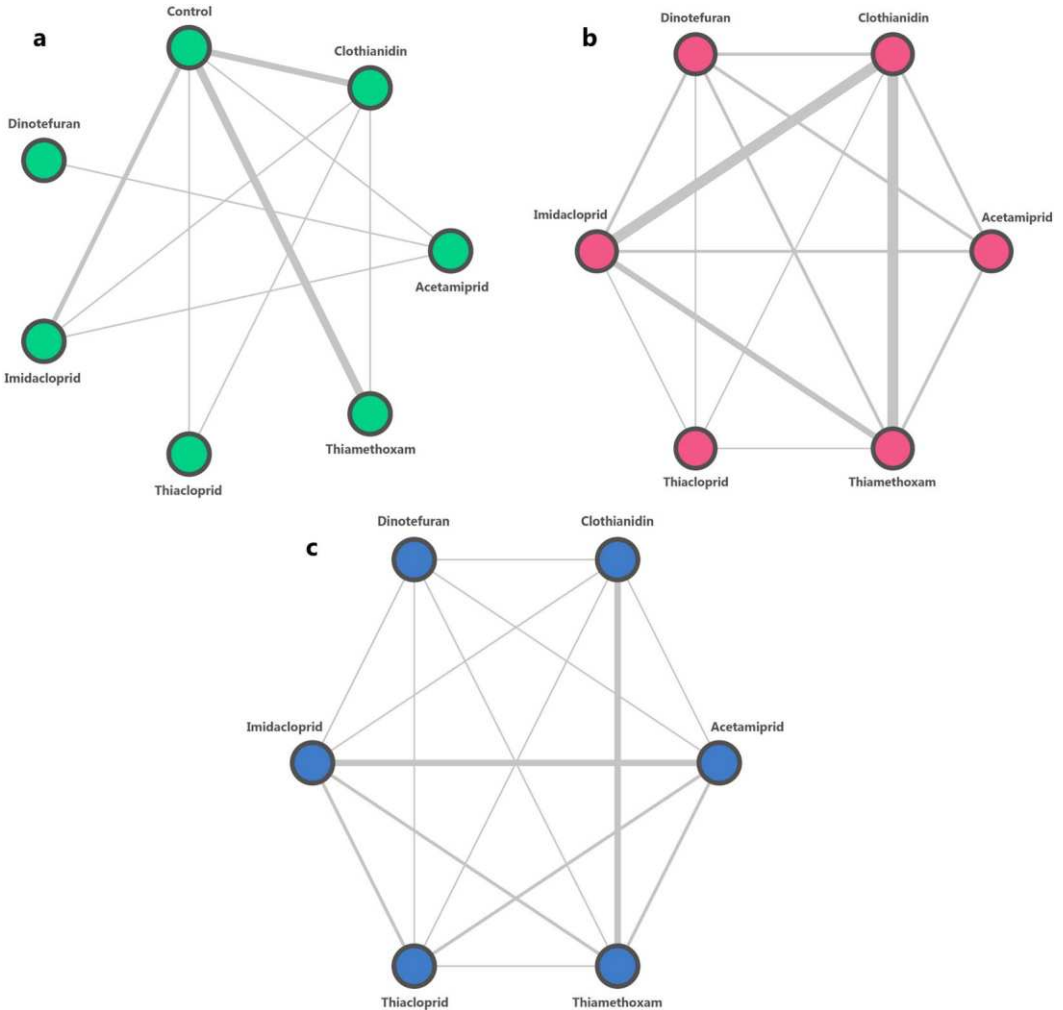 a
Control
Clothianidin
Dinotefuran
Acetamiprid
Imidacloprid
Thiamethoxam
Thiacloprid
b
Dinotefuran
Clothianidin
Imidacloprid
Acetamiprid
Thiacloprid
Thiamethoxam
c
Dinotefuran
Clothianidin
Imidacloprid
Acetamiprid
Thiacloprid
Thiamethoxam